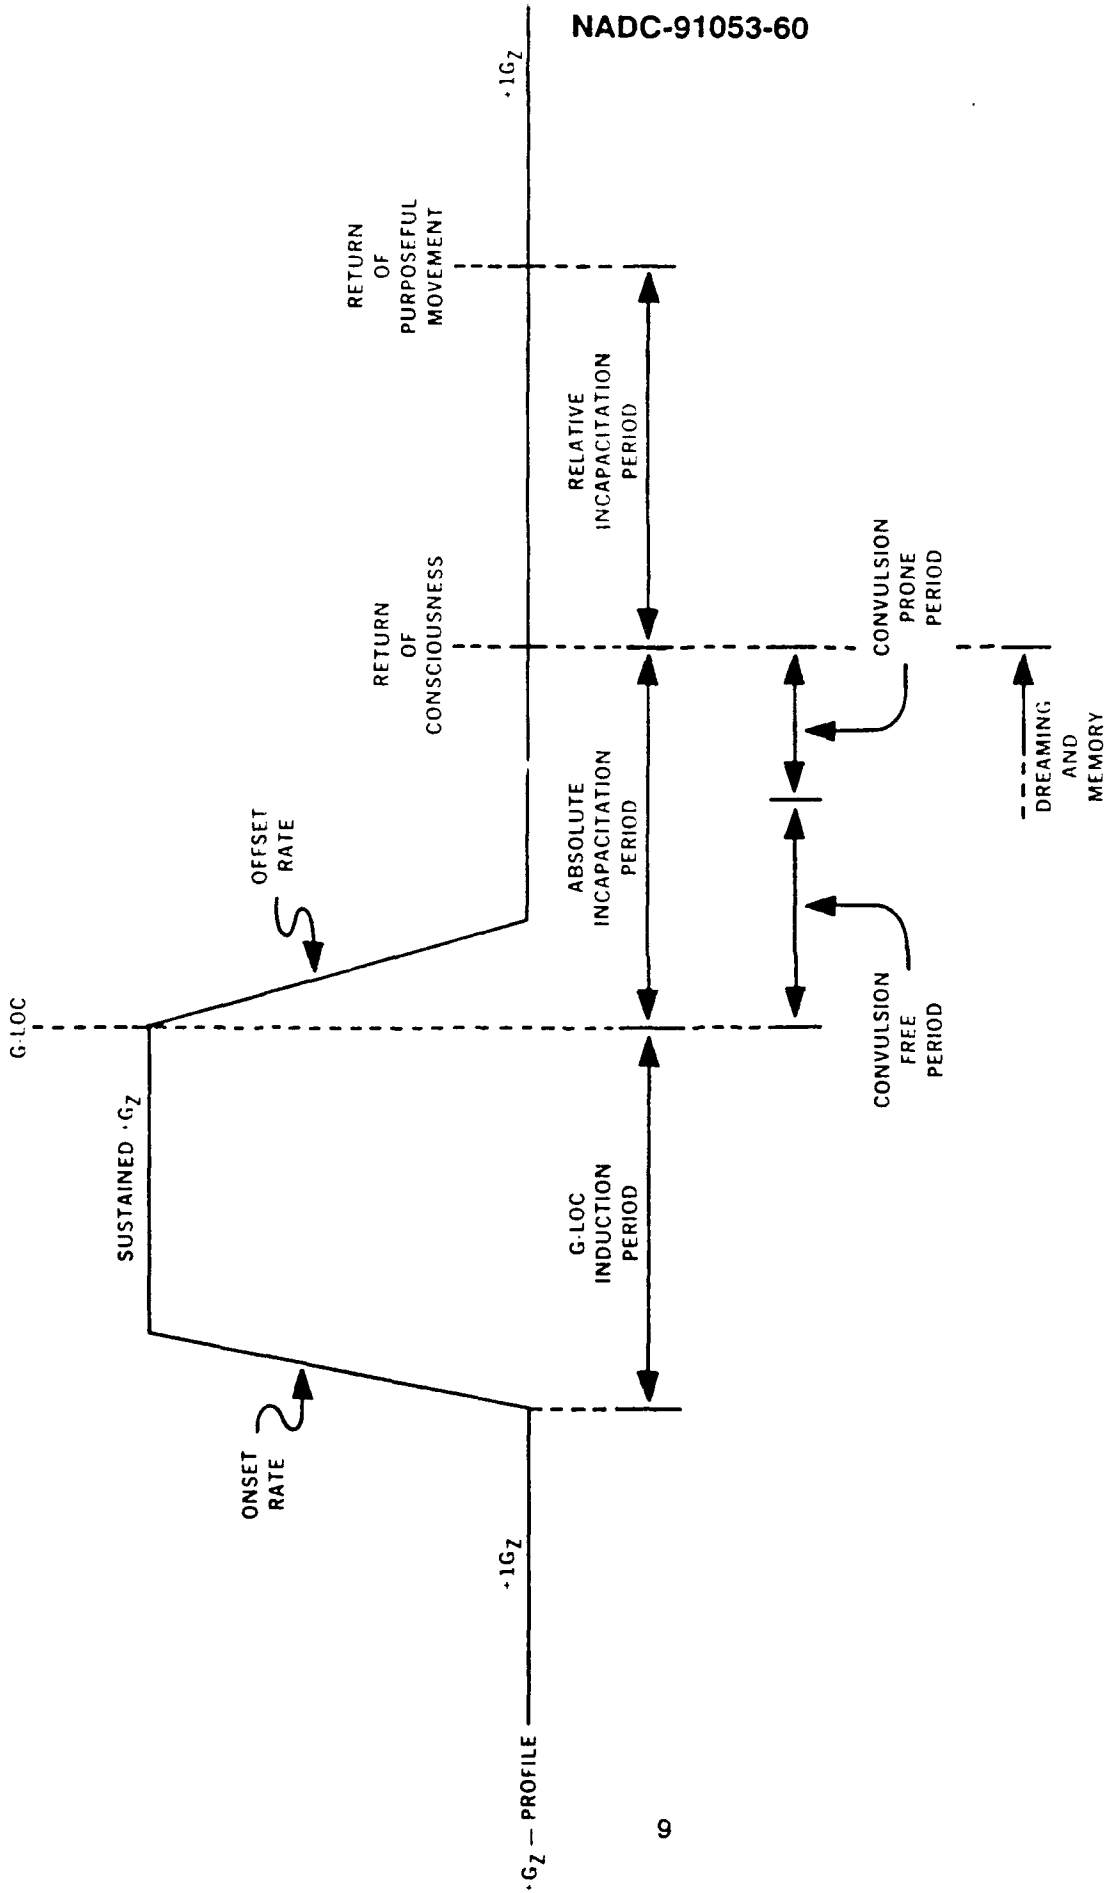 NADC-91053-60
G-LOC
SUSTAINED +GZ
ONSET
RATE
OFFSET
RATE
RETURN
OF
CONSCIOUSNESS
RETURN
OF
PURPOSEFUL
MOVEMENT
+GZ — PROFILE
+1GZ
+1GZ
G-LOC
INDUCTION
PERIOD
ABSOLUTE
INCAPACITATION
PERIOD
RELATIVE
INCAPACITATION
PERIOD
CONVULSION
FREE
PERIOD
CONVULSION
PRONE
PERIOD
DREAMING
AND
MEMORY
9